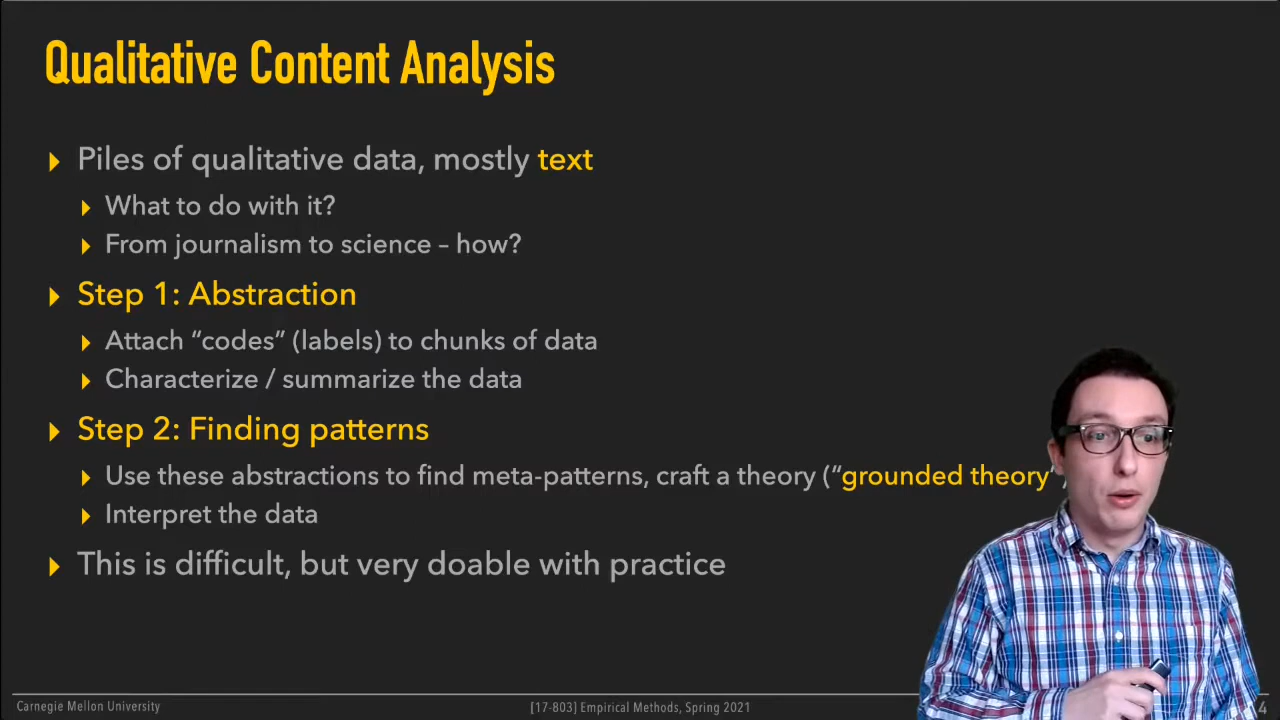 Qualitative Content Analysis
Piles of qualitative data, mostly text
What to do with it?
From journalism to science – how?
Step 1: Abstraction
Attach “codes” (labels) to chunks of data
Characterize / summarize the data
Step 2: Finding patterns
Use these abstractions to find meta-patterns, craft a theory (“grounded theory”)
Interpret the data
This is difficult, but very doable with practice
Carnegie Mellon University
[17-803] Empirical Methods, Spring 2021